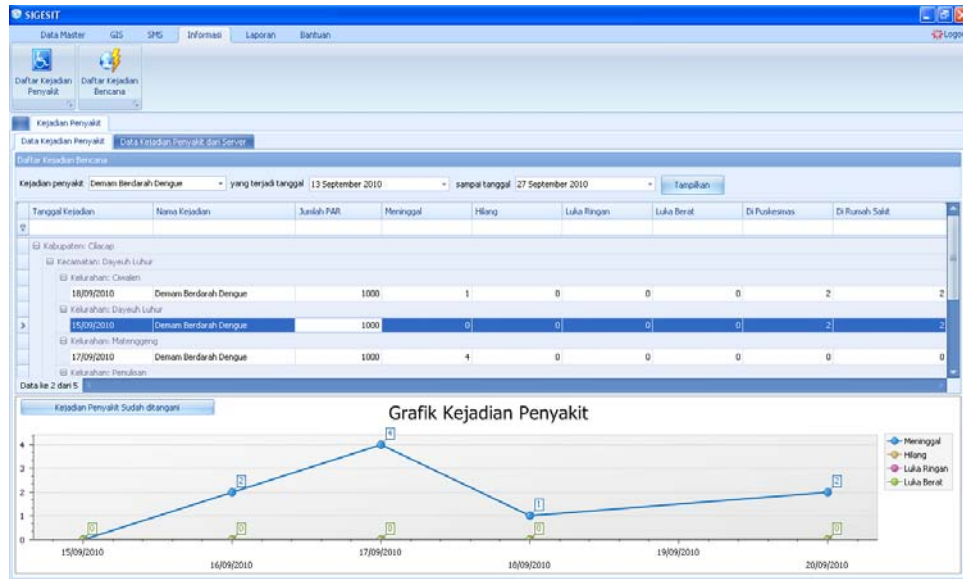 SIGESIT
Data Master GIS SMS Informasi Laporan Bantuan
Daftar Kejadian Penyakit
Daftar Kejadian Bencana
Kejadian Penyakit
Data Kejadian Penyakit Data Kejadian Penyakit dari Server
Daftar Kejadian Bencana
Kejadian penyakit Demam Berdarah Dengue yang terjadi tanggal 13 September 2010 sampai tanggal 27 September 2010 Tampilkan
Tanggal Kejadian Nama Kejadian Jumlah PAR Meninggal Hilang Luka Ringan Luka Berat Di Puskesmas Di Rumah Sakit
Kabupaten: Cilacap
Kecamatan: Dayeuh Luhur
Kelurahan: Ciwalen
18/09/2010 Demam Berdarah Dengue 1000 1 0 0 0 2 2
Kelurahan: Dayeuh Luhur
15/09/2010 Demam Berdarah Dengue 1000 0 0 0 0 2 2
Kelurahan: Matenggeng
17/09/2010 Demam Berdarah Dengue 1000 4 0 0 0 0 0
Kelurahan: Penulisan
Data ke 2 dari 5
Kejadian Penyakit Sudah ditangani
Grafik Kejadian Penyakit
4
3
2
1
0
0 2 4 1 2
0 0 0 0
15/09/2010 17/09/2010 19/09/2010
16/09/2010 18/09/2010 20/09/2010
Meninggal
Hilang
Luka Ringan
Luka Berat